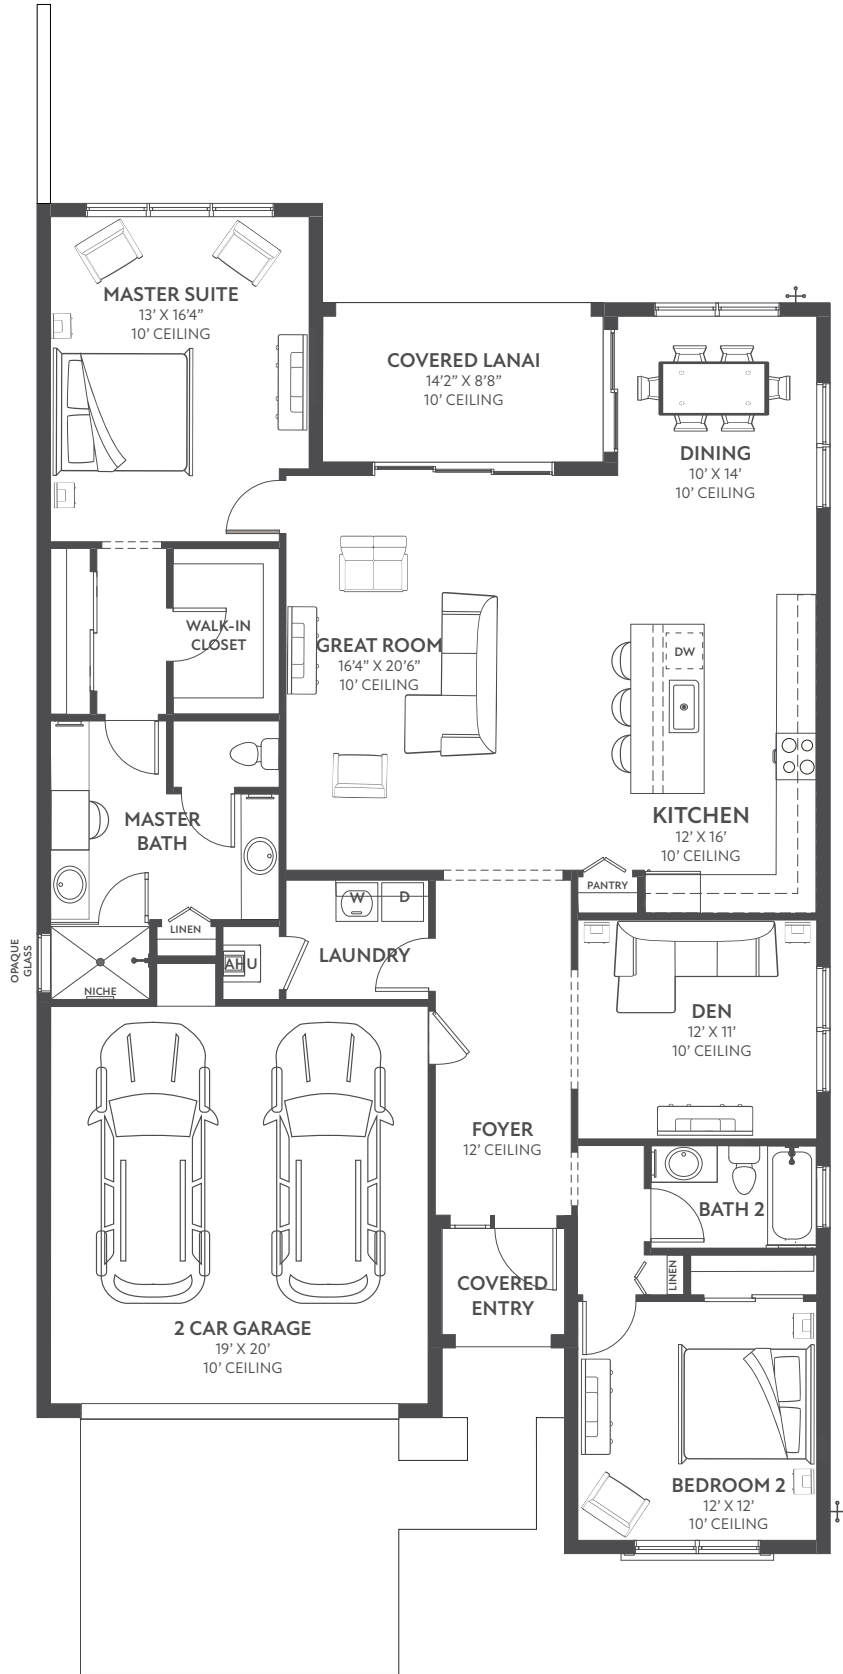 MASTER SUITE
13’ X 16’4”
10’ CEILING
COVERED LANAI
14’2” X 8’8”
10’ CEILING
DINING
10’ X 14’
10’ CEILING
WALK-IN
CLOSET
GREAT ROOM
16’4” X 20’6”
10’ CEILING
DW
KITCHEN
12’ X 16’
10’ CEILING
MASTER
BATH
PANTRY
W
D
LINEN
LAUNDRY
AHU
OPAQUE
GLASS
NICHE
DEN
12’ X 11’
10’ CEILING
FOYER
12’ CEILING
BATH 2
LINEN
COVERED
ENTRY
2 CAR GARAGE
19’ X 20’
10’ CEILING
BEDROOM 2
12’ X 12’
10’ CEILING